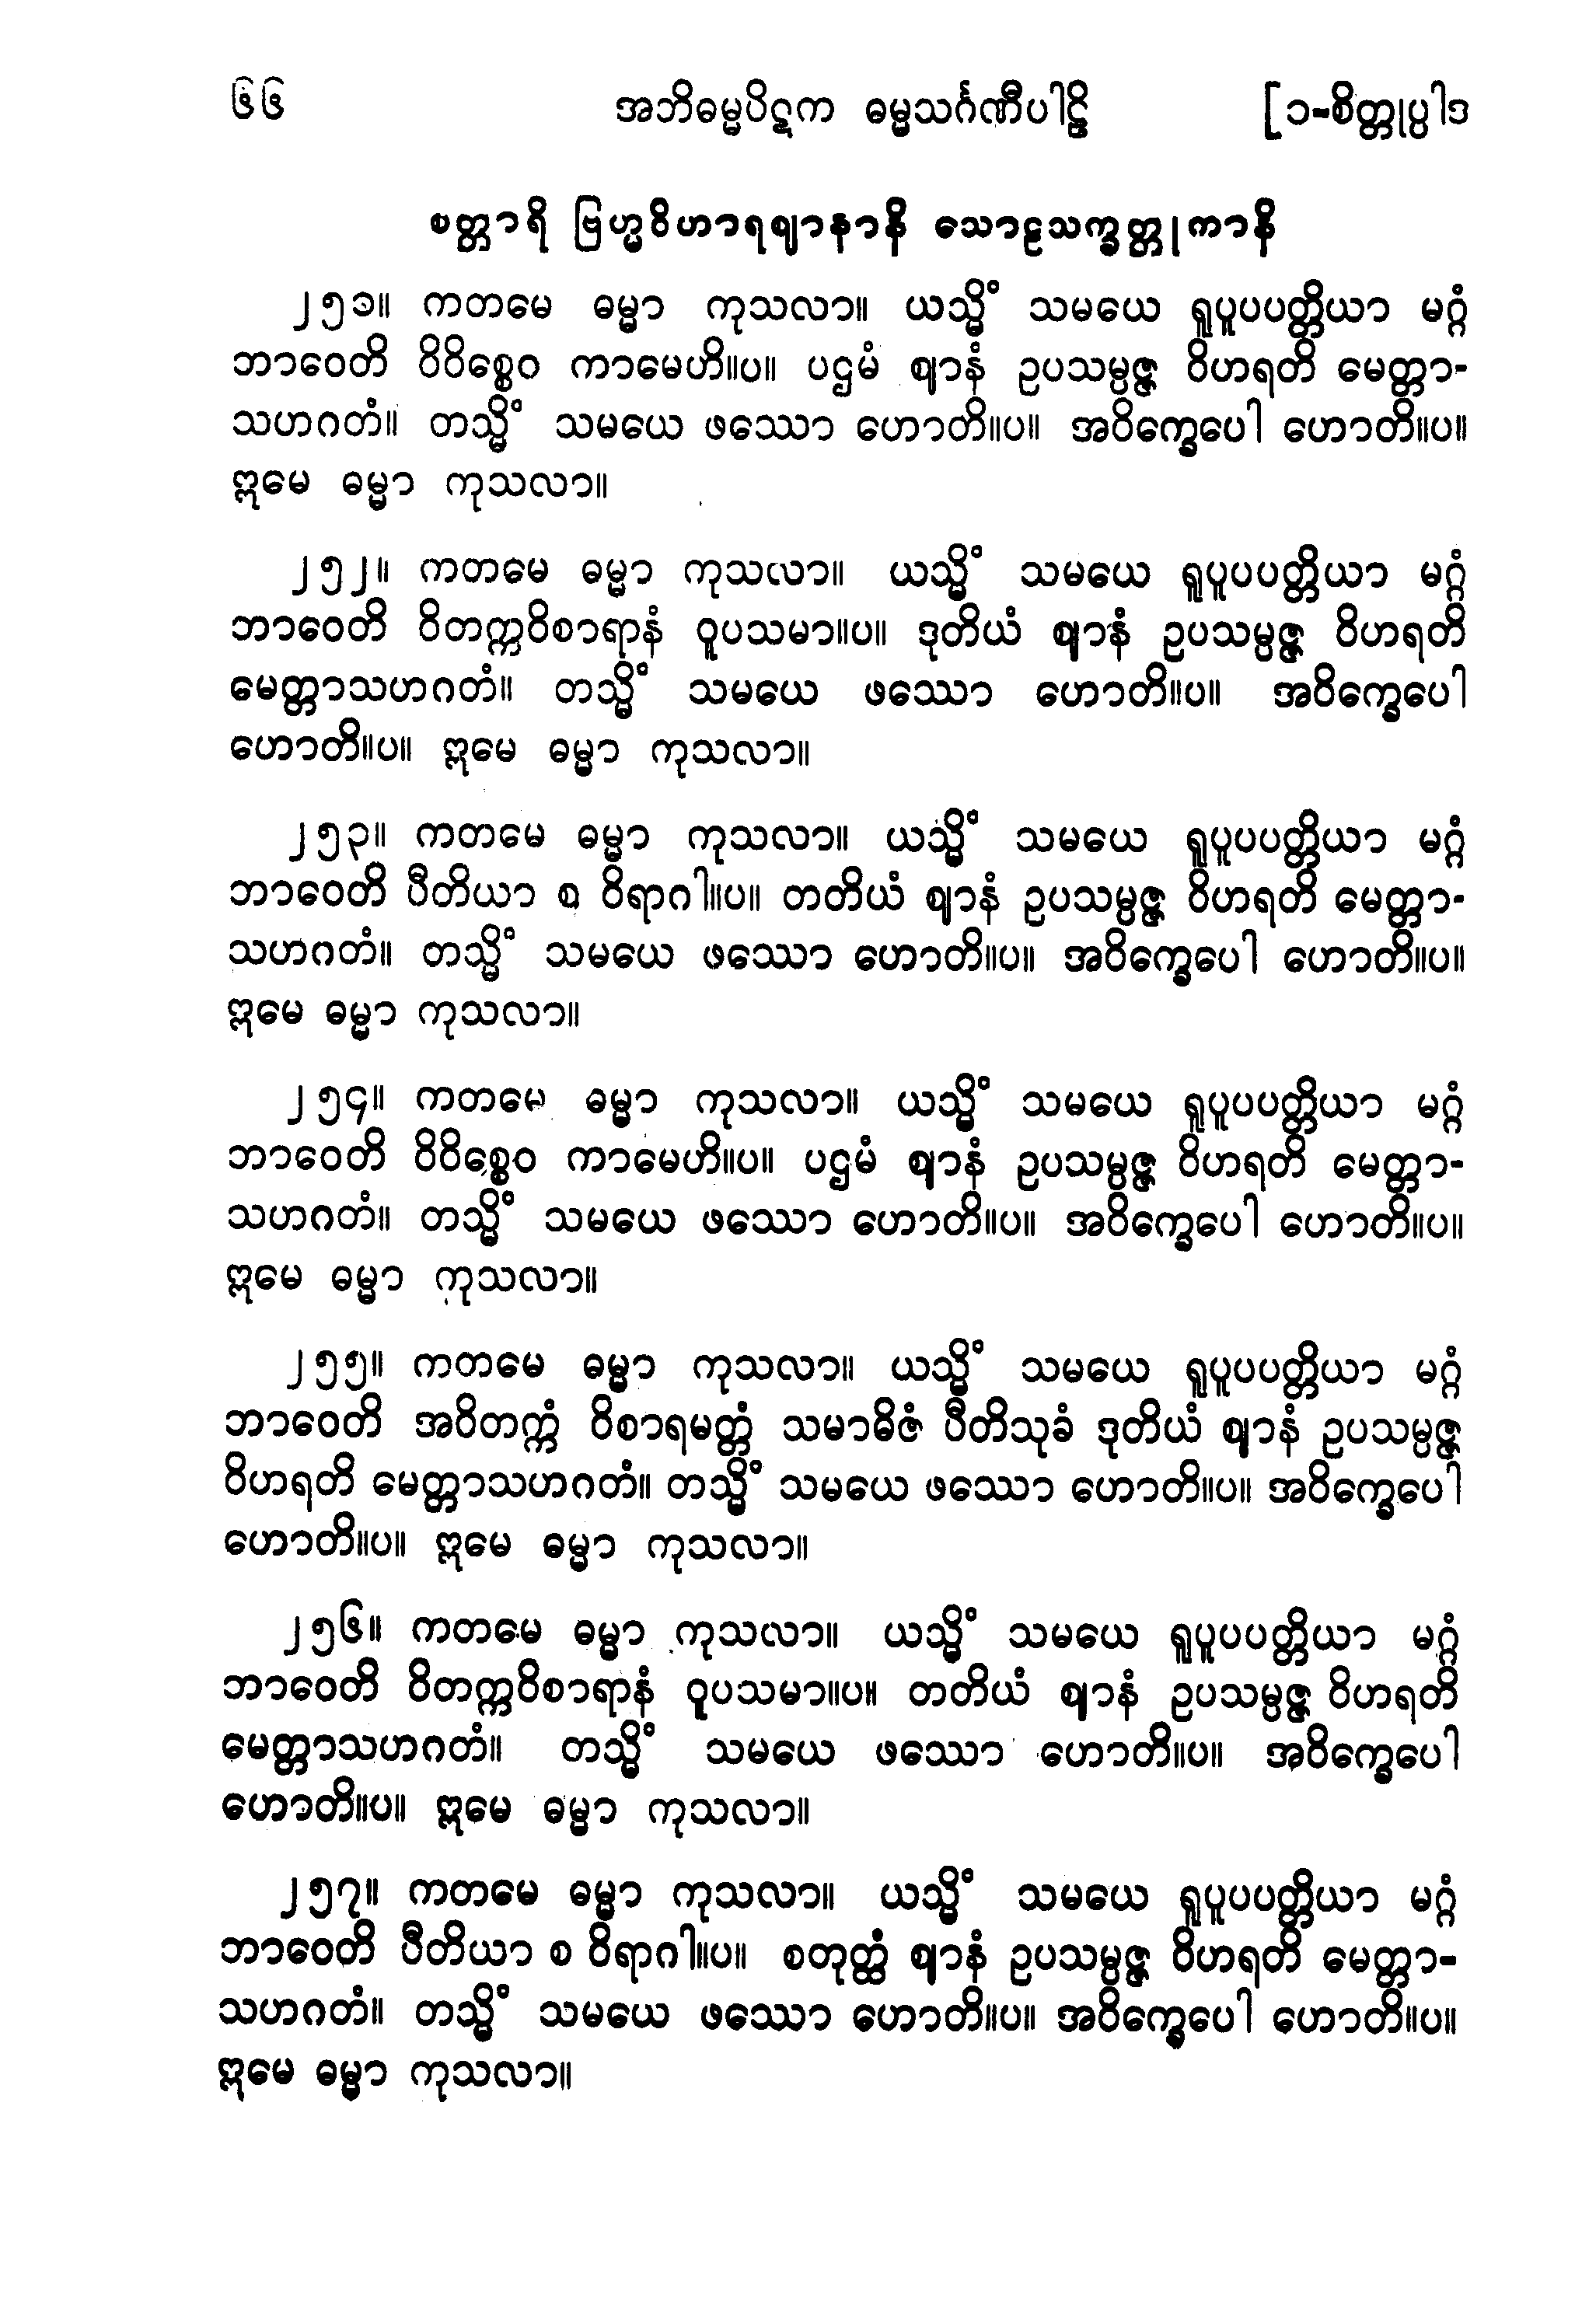 ၆၆ အဘိဓမ္မပိဋက ဓမ္မသင်္ဂဏီပါဠိ [၁-စိတ္တုပ္ပါဒ
စတ္တာရိ ဗြဟ္မဝိဟာရဈာနာနိ သောဠသက္ခတ္တုကာနိ
၂၅၁။ ကတမေ ဓမ္မာ ကုသလာ။ ယသ္မိံ သမယေ ရူပူပပတ္တိယာ မဂ္ဂံ
ဘာဝေတိ ဝိဝိစ္စေဝ ကာမေဟိ။ပ။ ပဌမံ ဈာနံ ဥပသမ္ပဇ္ဇ ဝိဟရတိ မေတ္တာ-
သဟဂတံ။ တသ္မိံ သမယေ ဖဿော ဟောတိ။ပ။ အဝိက္ခေပေါ ဟောတိ။ပ။
ဣမေ ဓမ္မာ ကုသလာ။
၂၅၂။ ကတမေ ဓမ္မာ ကုသလာ။ ယသ္မိံ သမယေ ရူပူပပတ္တိယာ မဂ္ဂံ
ဘာဝေတိ ဝိတက္ကဝိစာရာနံ ဝူပသမာ။ပ။ ဒုတိယံ ဈာနံ ဥပသမ္ပဇ္ဇ ဝိဟရတိ
မေတ္တာသဟဂတံ။ တသ္မိံ သမယေ ဖဿော ဟောတိ။ပ။ အဝိက္ခေပေါ
ဟောတိ။ပ။ ဣမေ ဓမ္မာ ကုသလာ။
၂၅၃။ ကတမေ ဓမ္မာ ကုသလာ။ ယသ္မိံ သမယေ ရူပူပပတ္တိယာ မဂ္ဂံ
ဘာဝေတိ ပီတိယာ စ ဝိရာဂါ။ပ။ တတိယံ ဈာနံ ဥပသမ္ပဇ္ဇ ဝိဟရတိ မေတ္တာ-
သဟဂတံ။ တသ္မိံ သမယေ ဖဿော ဟောတိ။ပ။ အဝိက္ခေပေါ ဟောတိ။ပ။
ဣမေ ဓမ္မာ ကုသလာ။
၂၅၄။ ကတမေ ဓမ္မာ ကုသလာ။ ယသ္မိံ သမယေ ရူပူပပတ္တိယာ မဂ္ဂံ
ဘာဝေတိ ဝိဝိစ္စေဝ ကာမေဟိ။ပ။ ပဌမံ ဈာနံ ဥပသမ္ပဇ္ဇ ဝိဟရတိ မေတ္တာ-
သဟဂတံ။ တသ္မိံ သမယေ ဖဿော ဟောတိ။ပ။ အဝိက္ခေပေါ ဟောတိ။ပ။
ဣမေ ဓမ္မာ ကုသလာ။
၂၅၅။ ကတမေ ဓမ္မာ ကုသလာ။ ယသ္မိံ သမယေ ရူပူပပတ္တိယာ မဂ္ဂံ
ဘာဝေတိ အဝိတက္ကံ ဝိစာရမတ္တံ သမာဓိဇံ ပီတိသုခံ ဒုတိယံ ဈာနံ ဥပသမ္ပဇ္ဇ
ဝိဟရတိ မေတ္တာသဟဂတံ။ တသ္မိံ သမယေ ဖဿော ဟောတိ။ပ။ အဝိက္ခေပေါ
ဟောတိ။ပ။ ဣမေ ဓမ္မာ ကုသလာ။
၂၅၆။ ကတမေ ဓမ္မာ ကုသလာ။ ယသ္မိံ သမယေ ရူပူပပတ္တိယာ မဂ္ဂံ
ဘာဝေတိ ဝိတက္ကဝိစာရာနံ ဝူပသမာ။ပ။ တတိယံ ဈာနံ ဥပသမ္ပဇ္ဇ ဝိဟရတိ
မေတ္တာသဟဂတံ။ တသ္မိံ သမယေ ဖဿော ဟောတိ။ပ။ အဝိက္ခေပေါ
ဟောတိ။ပ။ ဣမေ ဓမ္မာ ကုသလာ။
၂၅၇။ ကတမေ ဓမ္မာ ကုသလာ။ ယသ္မိံ သမယေ ရူပူပပတ္တိယာ မဂ္ဂံ
ဘာဝေတိ ပီတိယာ စ ဝိရာဂါ။ပ။ စတုတ္ထံ ဈာနံ ဥပသမ္ပဇ္ဇ ဝိဟရတိ မေတ္တာ-
သဟဂတံ။ တသ္မိံ သမယေ ဖဿော ဟောတိ။ပ။ အဝိက္ခေပေါ ဟောတိ။ပ။
ဣမေ ဓမ္မာ ကုသလာ။